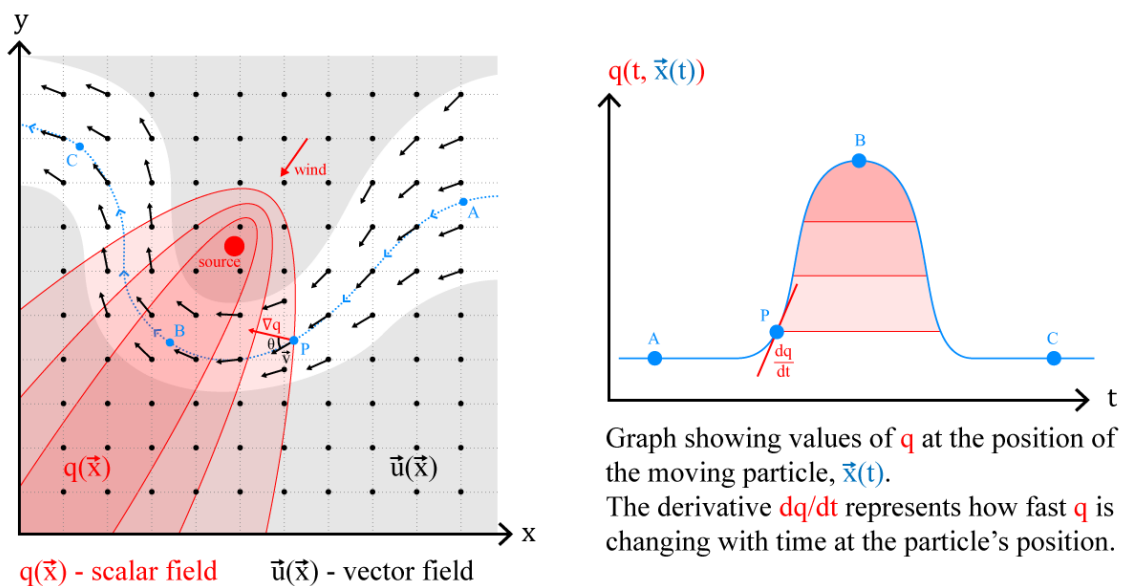 y
C
wind
A
source
B
∇q
θ
v⃗
P
q(x⃗)
u⃗(x⃗)
x
q(x⃗) - scalar field
u⃗(x⃗) - vector field
q(t, x⃗(t))
B
P
A
dq
dt
C
t
Graph showing values of q at the position of
the moving particle, x⃗(t).
The derivative dq/dt represents how fast q is
changing with time at the particle’s position.